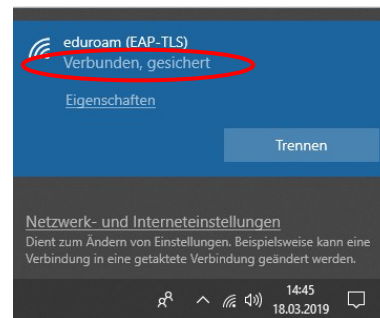 eduroam (EAP-TLS)
Verbunden, gesichert
Eigenschaften
Trennen
Netzwerk- und Interneteinstellungen
Dient zum Ändern von Einstellungen. Beispielsweise kann eine
Verbindung in eine getaktete Verbindung geändert werden.
14:45
18.03.2019